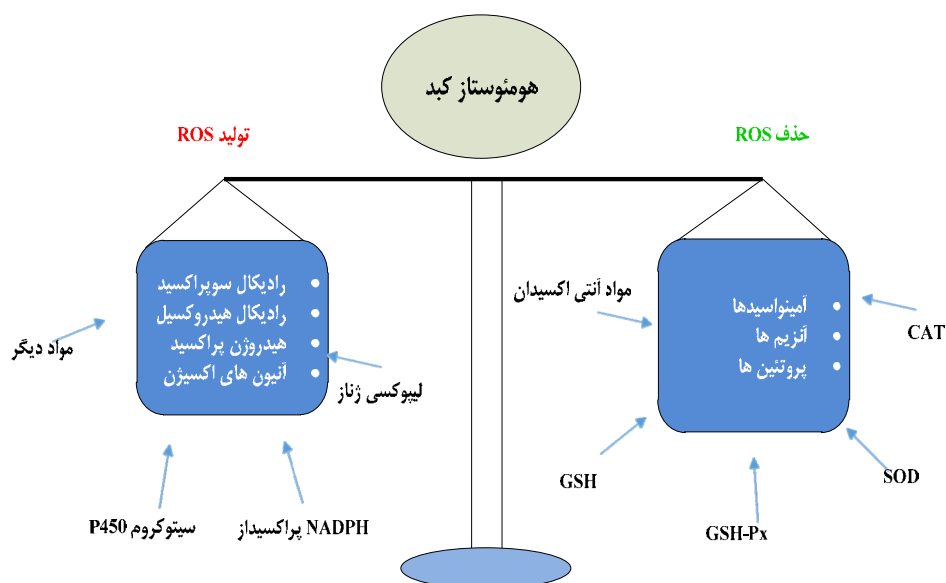 هومئوستاز کبد
حذف ROS
تولید ROS
آمینواسیدها
آنزیم ها
پروتئین ها
CAT
SOD
GSH-Px
GSH
مواد آنتی اکسیدان
رادیکال سوپراکسید
رادیکال هیدروکسیل
هیدروژن پراکسید
آنیون های اکسیژن
لیپوکسی ژناز
NADPH پراکسیداز
سیتوکروم P450
مواد دیگر